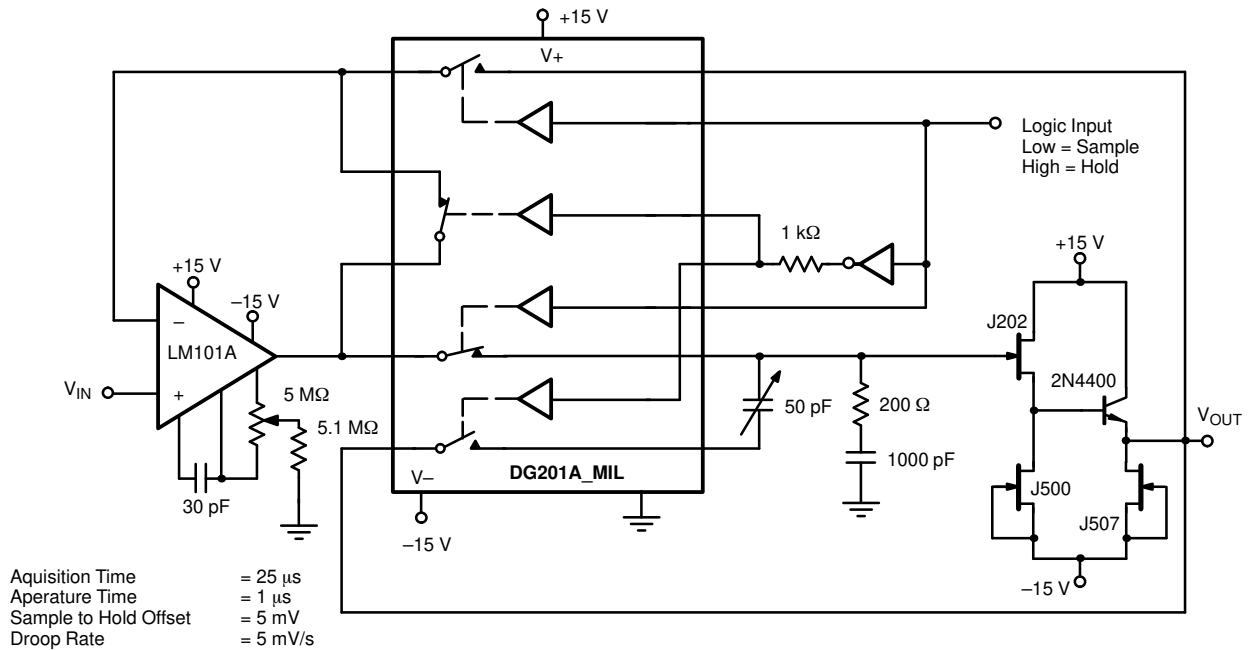 +15 V
V+
Logic Input
Low = Sample
High = Hold
1 kΩ
+15 V
+15 V
–15 V
J202
–
LM101A
2N4400
VIN
+
5 MΩ
50 pF
200 Ω
5.1 MΩ
VOUT
1000 pF
V–
DG201A_MIL
J500
30 pF
J507
–15 V
–15 V
Aquisition Time = 25 μs
Aperature Time = 1 μs
Sample to Hold Offset = 5 mV
Droop Rate = 5 mV/s